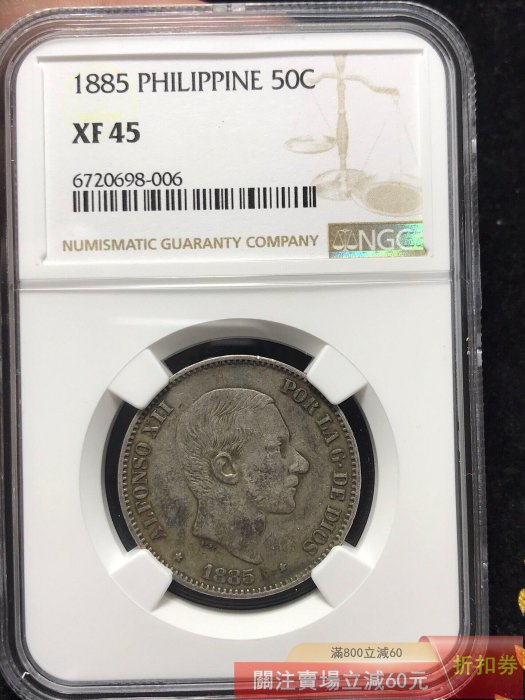 1885 PHILIPPINE 50C
XF 45
6720698-006
NUMISMATIC GUARANTY COMPANY
NGC
ALFONSO XII POR LA G· DE DIOS
1885
滿800立減60
關注賣場立減60元
折扣券